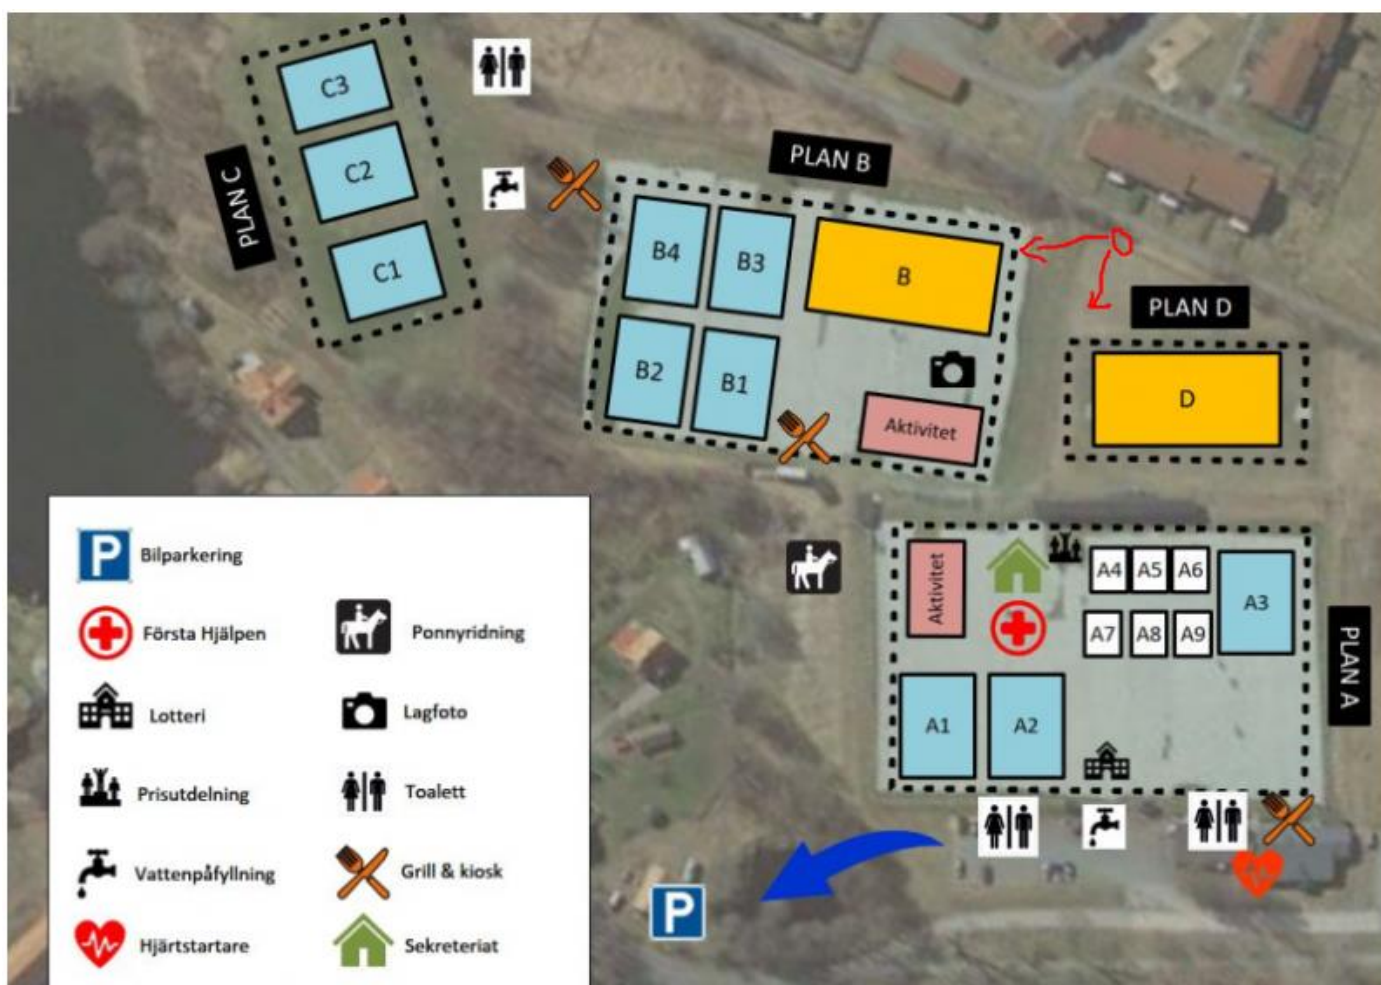 C3
C2
C1
PLAN C
PLAN B
B4
B3
B
B2
B1
Aktivitet
PLAN D
D
Aktivitet
A4
A5
A6
A7
A8
A9
A3
A1
A2
PLAN A
P
P
Bilparkering
Första Hjälpen
Ponnyridning
Lotteri
Lagfoto
Prisutdelning
Toalett
Vattenpåfyllning
Grill & kiosk
Hjärtstartare
Sekreteriat